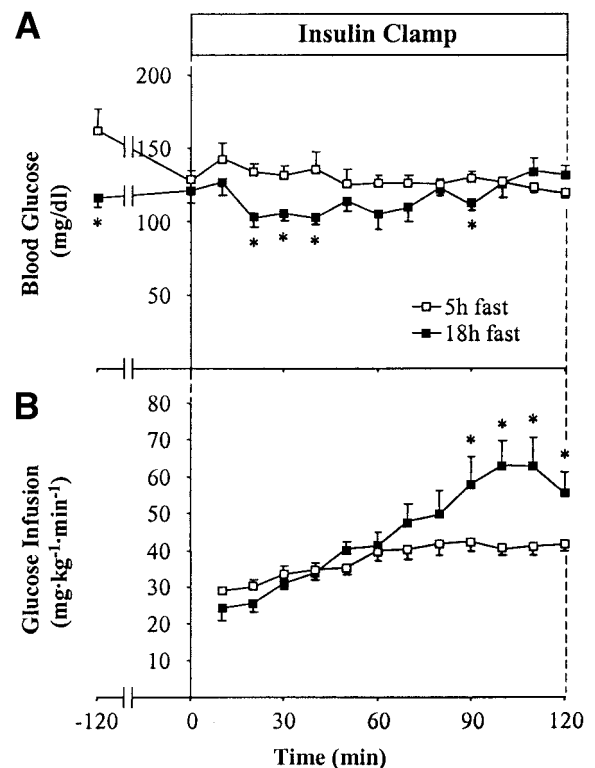 A
Insulin Clamp
200
150
100
50
Blood Glucose
(mg/dl)
*
* * * *
5h fast
18h fast
B
80
70
60
50
40
30
20
10
Glucose Infusion
(mg·kg⁻¹·min⁻¹)
* * * *
-120 0 30 60 90 120
Time (min)